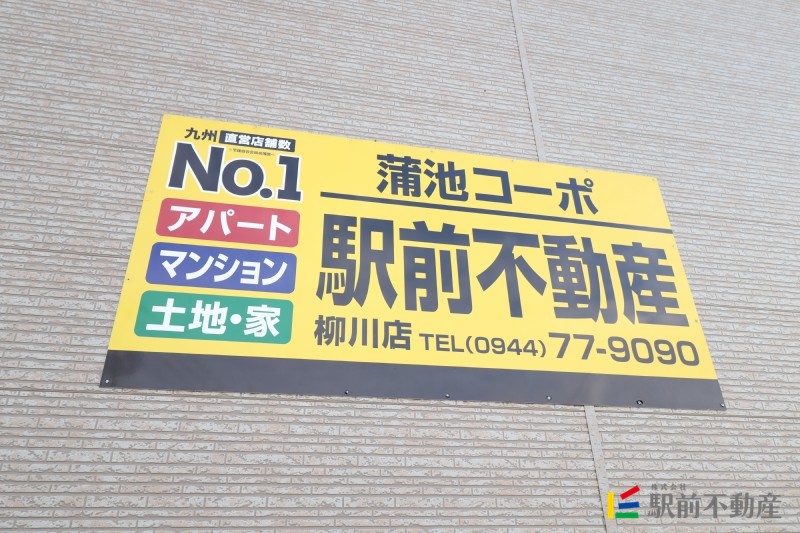 九州 直営店舗数
No.1
アパート
マンション
土地・家
蒲池コーポ
駅前不動産
柳川店 TEL(0944)77-9090
株式会社
駅前不動産